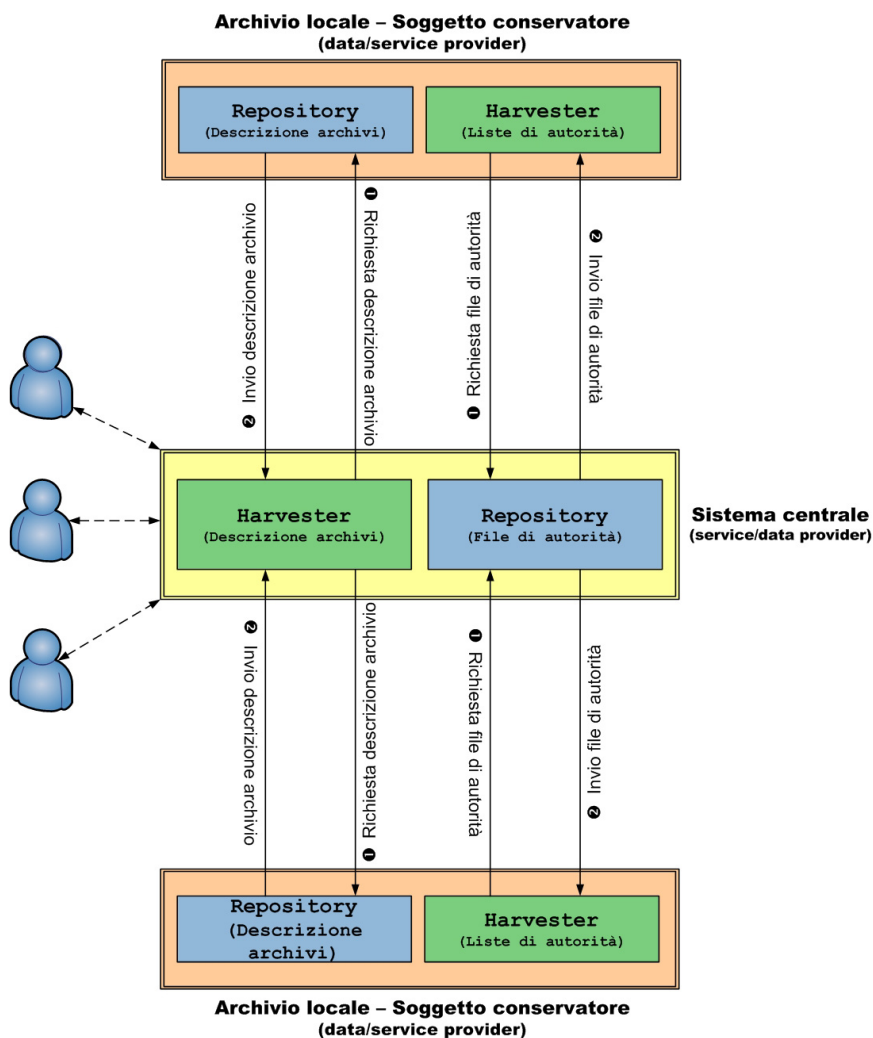 Archivio locale – Soggetto conservatore
(data/service provider)
Repository
(Descrizione archivi)
Harvester
(Liste di autorità)
❷ Invio descrizione archivio
❶ Richiesta descrizione archivio
❶ Richiesta file di autorità
❷ Invio file di autorità
Harvester
(Descrizione archivi)
Repository
(File di autorità)
Sistema centrale
(service/data provider)
❷ Invio descrizione archivio
❶ Richiesta descrizione archivio
❶ Richiesta file di autorità
❷ Invio file di autorità
Repository
(Descrizione
archivi)
Harvester
(Liste di autorità)
Archivio locale – Soggetto conservatore
(data/service provider)